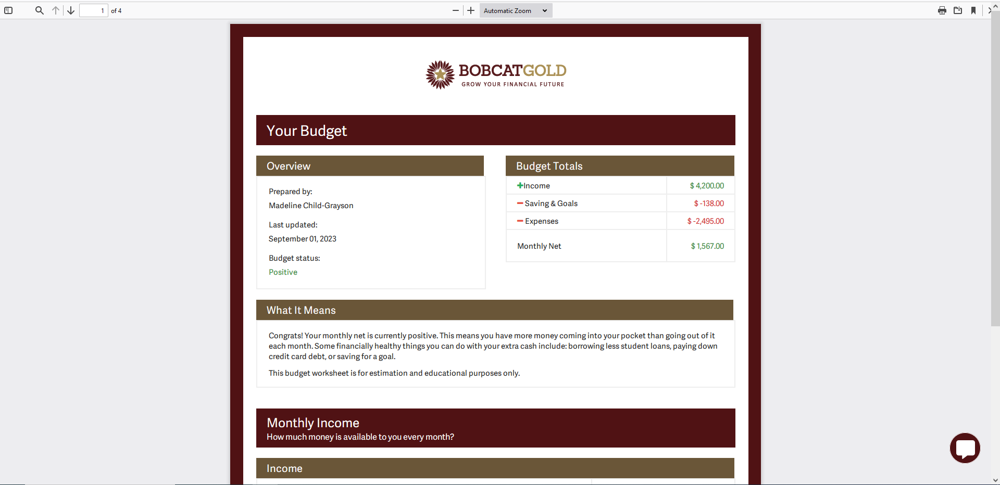 1 of 4
Automatic Zoom
BOBCATGOLD
GROW YOUR FINANCIAL FUTURE
Your Budget
Overview
Prepared by:
Madeline Child-Grayson
Last updated:
September 01, 2023
Budget status:
Positive
Budget Totals
Income $ 4,200.00
Saving & Goals $ -138.00
Expenses $ -2,495.00
Monthly Net $ 1,567.00
What It Means
Congrats! Your monthly net is currently positive. This means you have more money coming into your pocket than going out of it
each month. Some financially healthy things you can do with your extra cash include: borrowing less student loans, paying down
credit card debt, or saving for a goal.
This budget worksheet is for estimation and educational purposes only.
Monthly Income
How much money is available to you every month?
Income